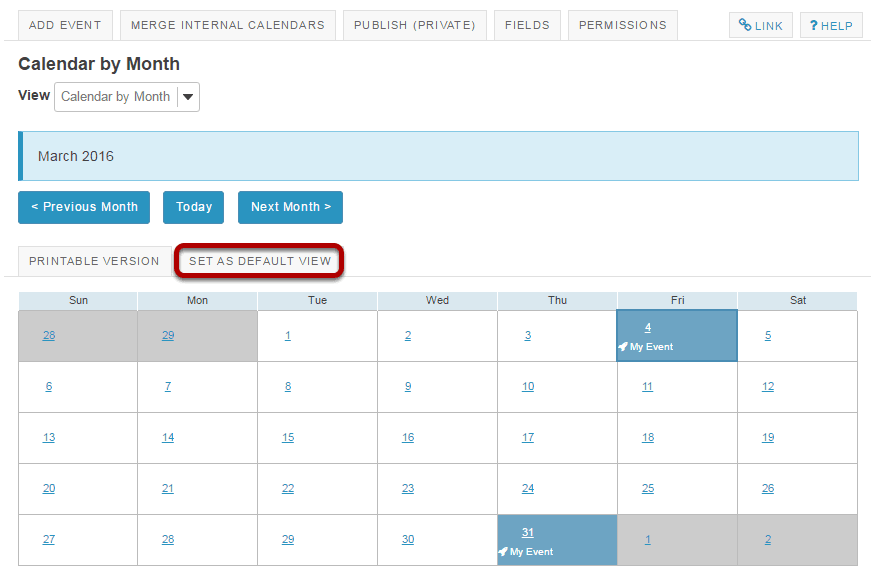 ADD EVENT MERGE INTERNAL CALENDARS PUBLISH (PRIVATE) FIELDS PERMISSIONS LINK ? HELP
Calendar by Month
View Calendar by Month
March 2016
< Previous Month Today Next Month >
PRINTABLE VERSION SET AS DEFAULT VIEW
Sun Mon Tue Wed Thu Fri Sat
28 29 1 2 3 4 5
My Event
6 7 8 9 10 11 12
13 14 15 16 17 18 19
20 21 22 23 24 25 26
27 28 29 30 31 1 2
My Event